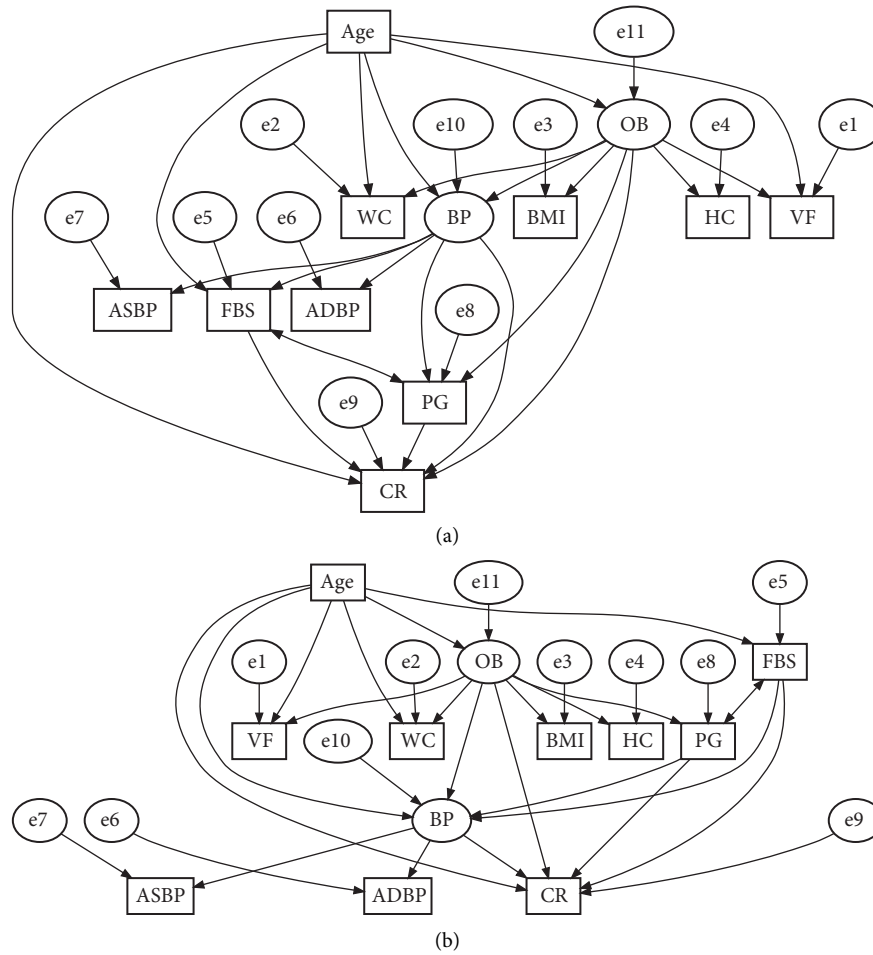 Age
e11
e2
e10
e3
OB
e4
e1
e7
e5
e6
WC
BP
BMI
HC
VF
ASBP
FBS
ADBP
e8
e9
PG
CR
(a)
Age
e11
e5
e1
e2
OB
e3
e4
e8
FBS
VF
e10
WC
BMI
HC
PG
e7
e6
BP
e9
ASBP
ADBP
CR
(b)